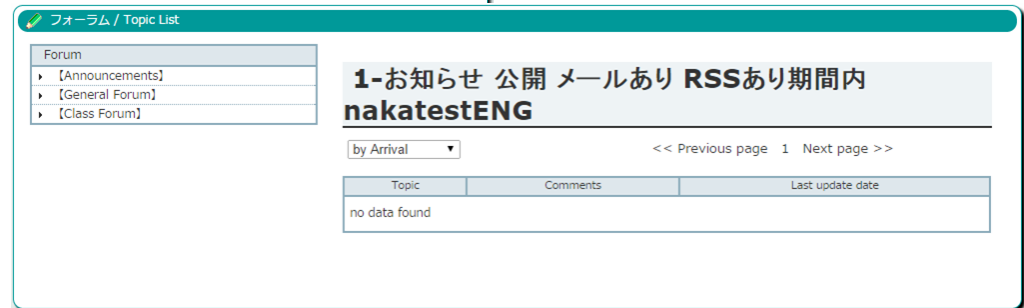 フォーラム / Topic List
Forum
【Announcements】
【General Forum】
【Class Forum】
1-お知らせ 公開 メールあり RSSあり期間内
nakatestENG
by Arrival
<< Previous page 1 Next page >>
Topic Comments Last update date
no data found